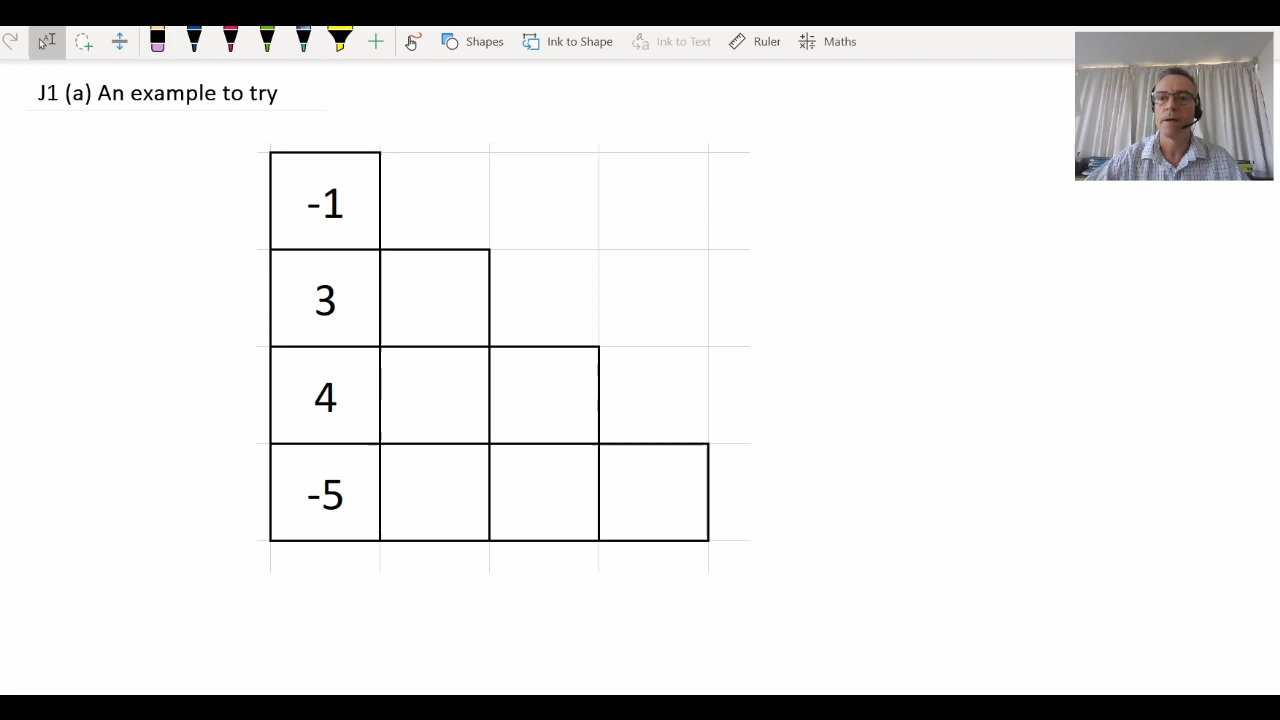 Shapes Ink to Shape Ink to Text Ruler Maths
J1 (a) An example to try
-1
3
4
-5